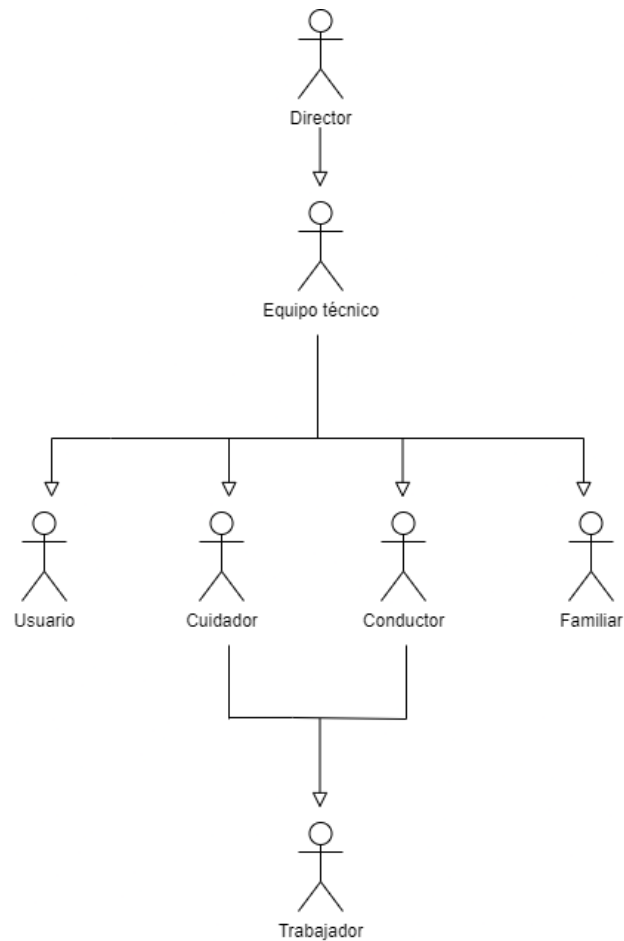 Director
Equipo técnico
Usuario
Cuidador
Conductor
Familiar
Trabajador